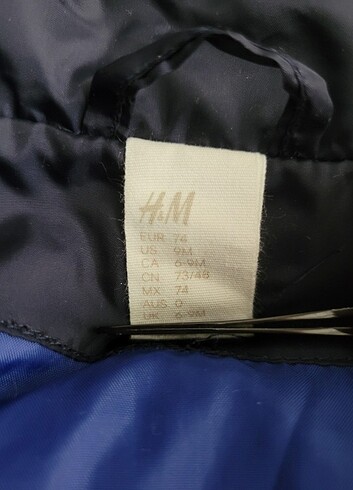 H&M
EUR 74
US 9M
CA 6-9M
CN 73/48
MX 74
AUS 0
UK 6-9M